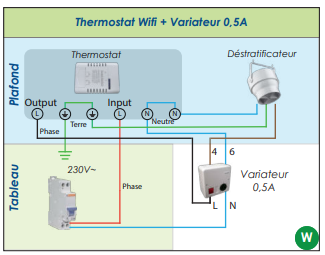 Thermostat Wifi + Variateur 0,5A
Plafond
Thermostat
Déstratificateur
Output
Input
L
L
N
N
Terre
Neutre
Phase
4 6
Tableau
230V~
Phase
Variateur
0,5A
L N
W